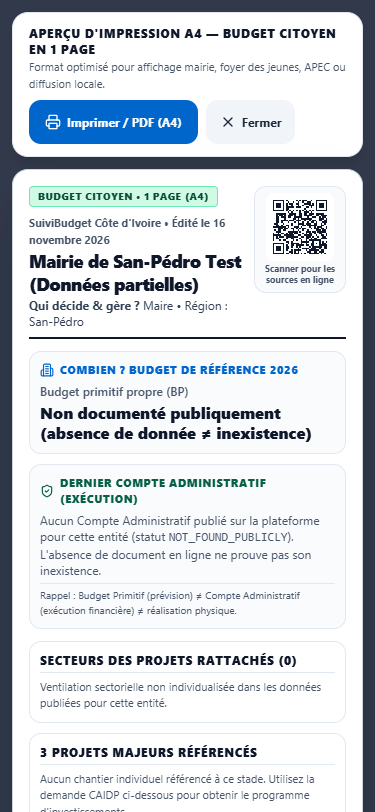 APERÇU D'IMPRESSION A4 — BUDGET CITOYEN
EN 1 PAGE
Format optimisé pour affichage mairie, foyer des jeunes, APEC ou
diffusion locale.
Imprimer / PDF (A4)
Fermer
BUDGET CITOYEN • 1 PAGE (A4)
SuiviBudget Côte d'Ivoire • Édité le 16
novembre 2026
Mairie de San-Pédro Test
(Données partielles)
Qui décide & gère ? Maire • Région :
San-Pédro
Scanner pour les
sources en ligne
COMBIEN ? BUDGET DE RÉFÉRENCE 2026
Budget primitif propre (BP)
Non documenté publiquement
(absence de donnée ≠ inexistence)
DERNIER COMPTE ADMINISTRATIF
(EXÉCUTION)
Aucun Compte Administratif publié sur la plateforme
pour cette entité (statut NOT_FOUND_PUBLICLY).
L'absence de document en ligne ne prouve pas son
inexistence.
Rappel : Budget Primitif (prévision) ≠ Compte Administratif
(exécution financière) ≠ réalisation physique.
SECTEURS DES PROJETS RATTACHÉS (0)
Ventilation sectorielle non individualisée dans les données
publiées pour cette entité.
3 PROJETS MAJEURS RÉFÉRENCÉS
Aucun chantier individuel référencé à ce stade. Utilisez la
demande CAIDP ci-dessous pour obtenir le programme
d'investissements.